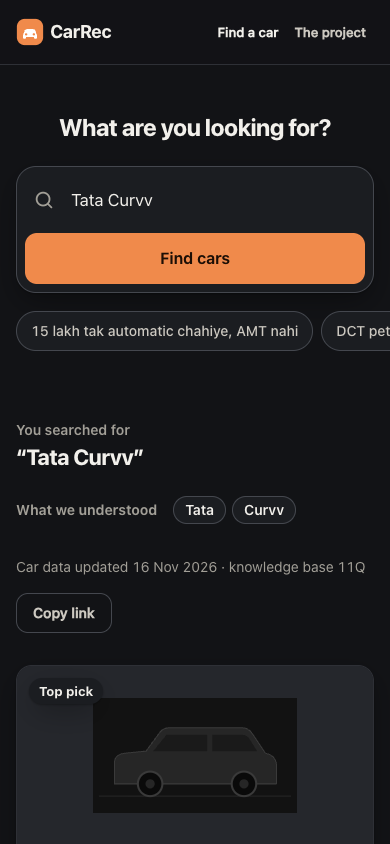 CarRec
Find a car
The project
What are you looking for?
Tata Curvv
Find cars
15 lakh tak automatic chahiye, AMT nahi
DCT pet
You searched for
“Tata Curvv”
What we understood
Tata
Curvv
Car data updated 16 Nov 2026 · knowledge base 11Q
Copy link
Top pick